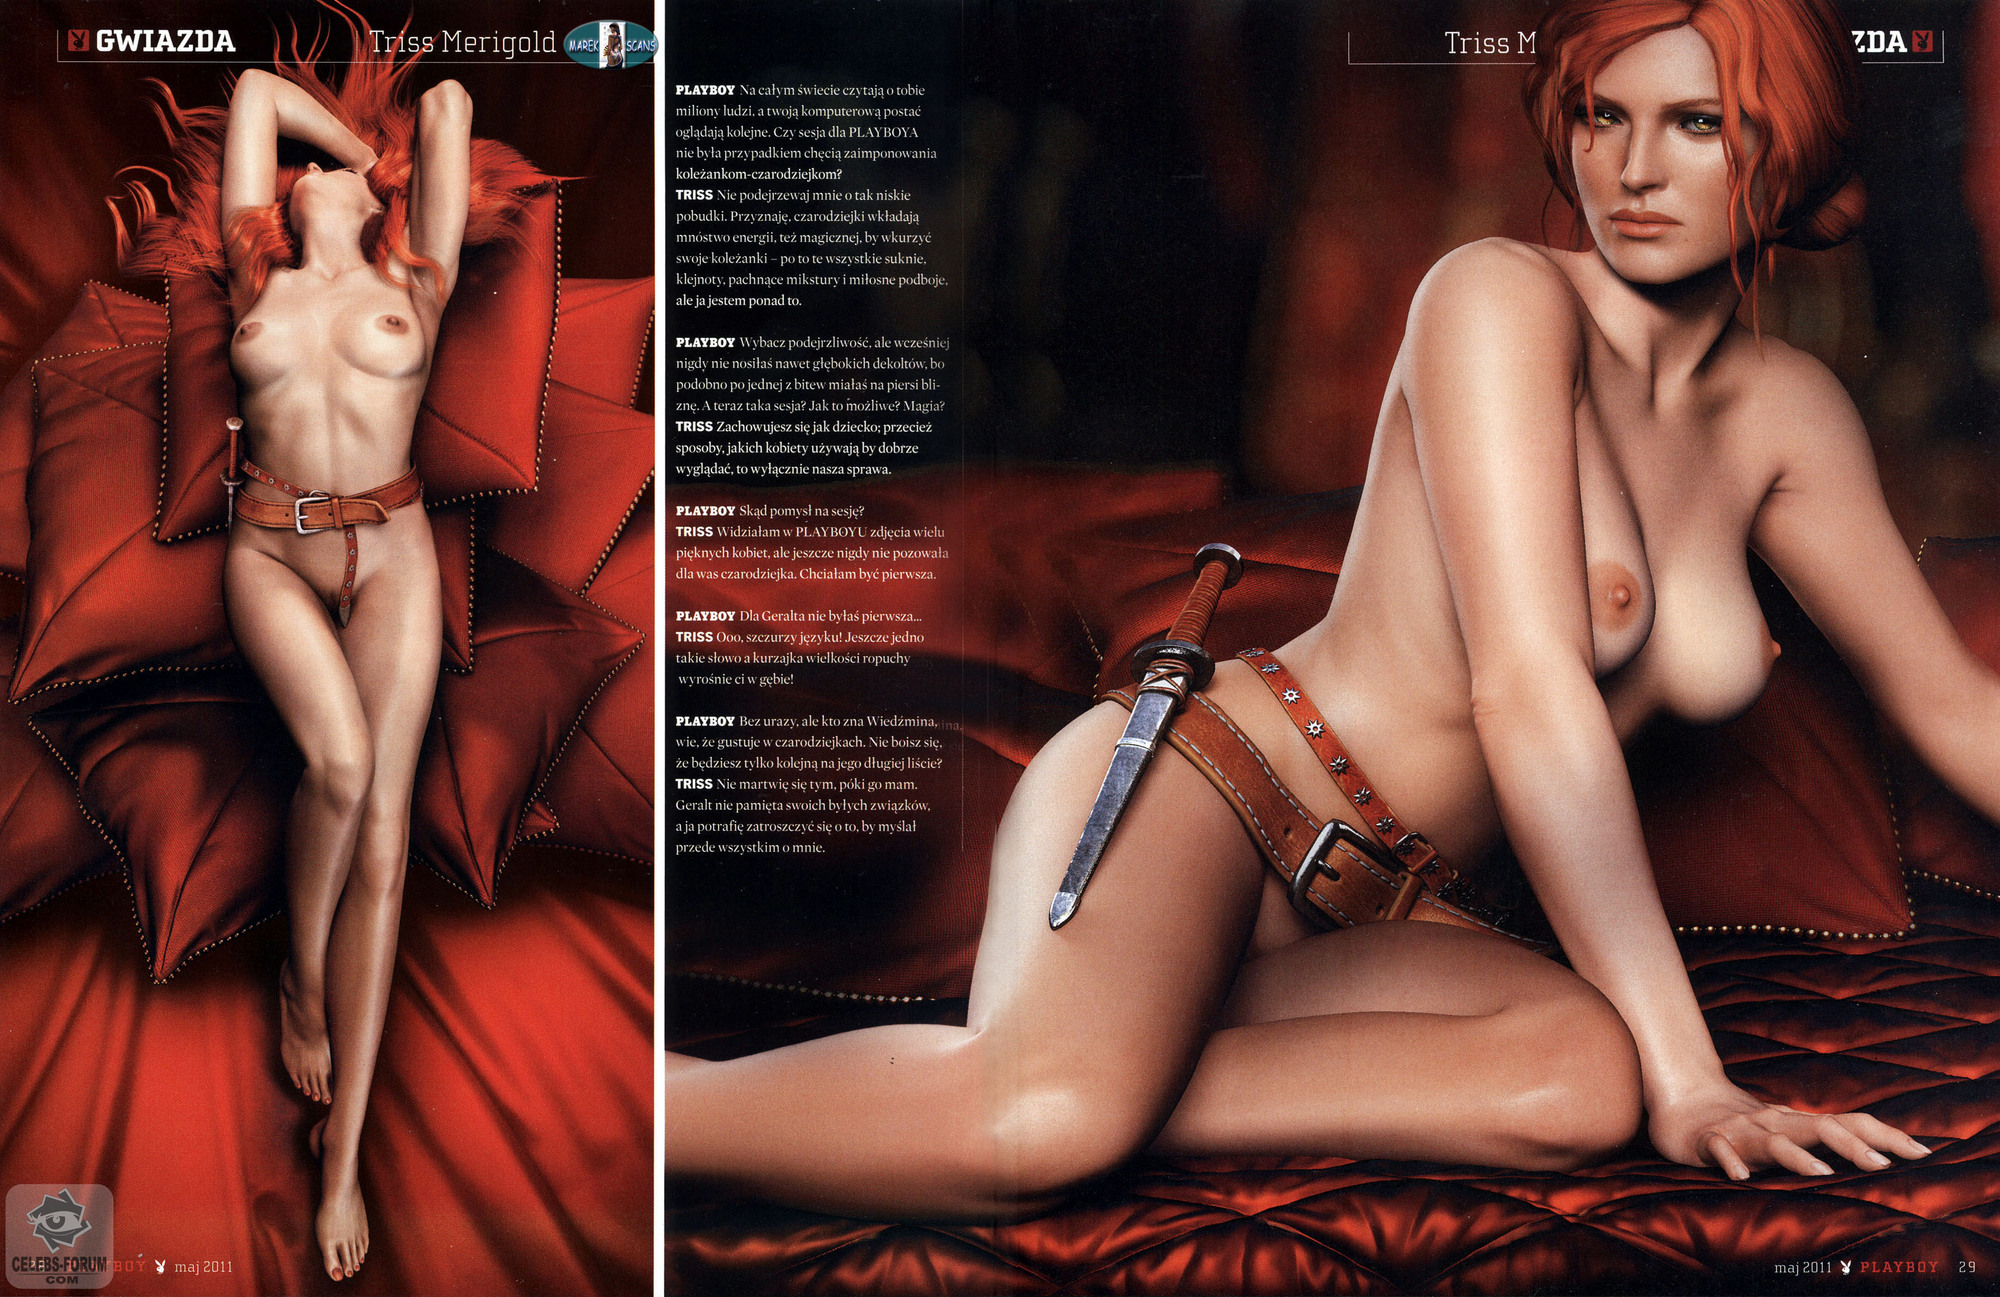 GWIAZDA
Triss Merigold
MAREK SCANS
PLAYBOY Na całym świecie czytają o tobie
miliony ludzi, a twoją komputerową postać
oglądają kolejne. Czy sesja dla PLAYBOYA
nie była przypadkiem chęcią zaimponowania
koleżankom-czarodziejkom?
TRISS Nie podejrzewaj mnie o tak niskie
pobudki. Przyznaję, czarodziejki wkładają
mnóstwo energii, też magicznej, by wkurzyć
swoje koleżanki – po to te wszystkie suknie,
klejnoty, pachnące mikstury i miłosne podboje,
ale ja jestem ponad to.
PLAYBOY Wybacz podejrzliwość, ale wcześniej
nigdy nie nosiłaś nawet głębokich dekoltów, bo
podobno po jednej z bitew miałaś na piersi bli-
znę. A teraz taka sesja? Jak to możliwe? Magia?
TRISS Zachowujesz się jak dziecko; przecież
sposoby, jakich kobiety używają by dobrze
wyglądać, to wyłącznie nasza sprawa.
PLAYBOY Skąd pomysł na sesję?
TRISS Widziałam w PLAYBOYU zdjęcia wielu
pięknych kobiet, ale jeszcze nigdy nie pozowała
dla was czarodziejka. Chciałam być pierwsza.
PLAYBOY Dla Geralta nie byłaś pierwsza...
TRISS Ooo, szczurzy języku! Jeszcze jedno
takie słowo a kurzajka wielkości ropuchy
wyrośnie ci w gębie!
PLAYBOY Bez urazy, ale kto zna Wiedźmina,
wie, że gustuje w czarodziejkach. Nie boisz się,
że będziesz tylko kolejną na jego długiej liście?
TRISS Nie martwię się tym, póki go mam.
Geralt nie pamięta swoich byłych związków,
a ja potrafię zatroszczyć się o to, by myślał
przede wszystkim o mnie.
Triss M
ZDA
CELEBS-FORUM
COM
BOY maj 2011
maj 2011 PLAYBOY 29